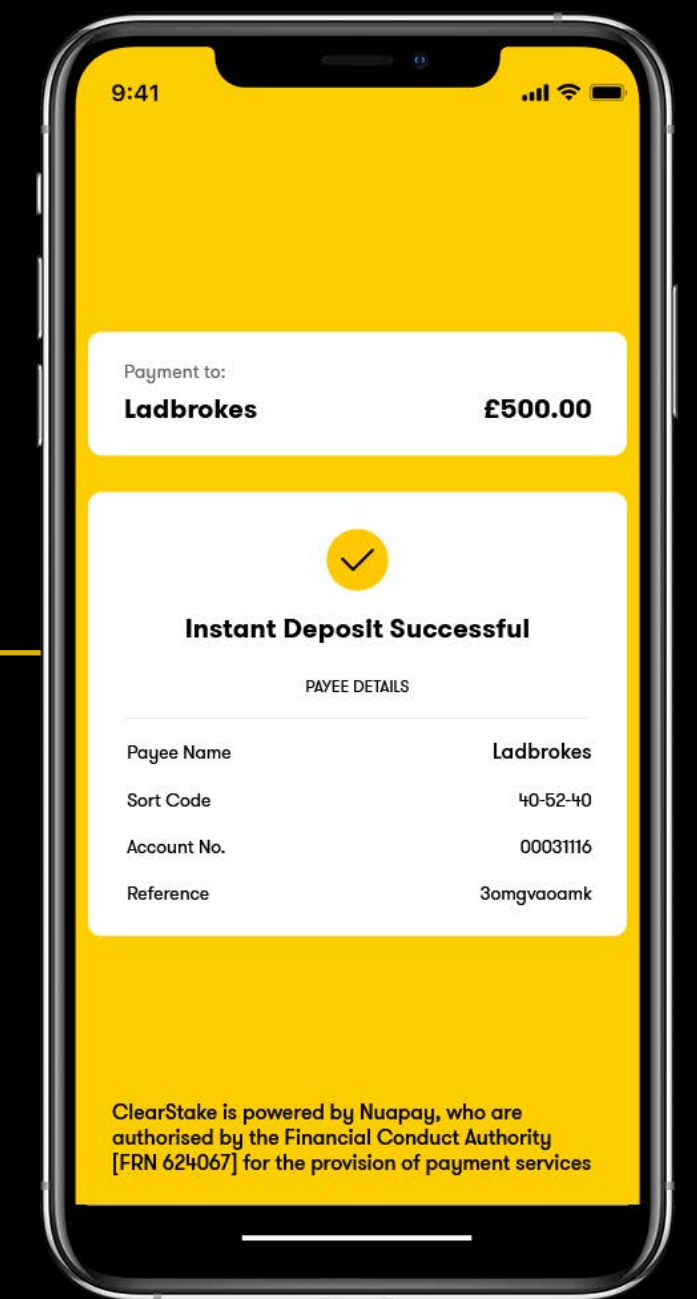 9:41
Payment to:
Ladbrokes £500.00
Instant Deposit Successful
PAYEE DETAILS
Payee Name Ladbrokes
Sort Code 40-52-40
Account No. 00031116
Reference 3omgvaoamk
ClearStake is powered by Nuapay, who are
authorised by the Financial Conduct Authority
[FRN 624067] for the provision of payment services